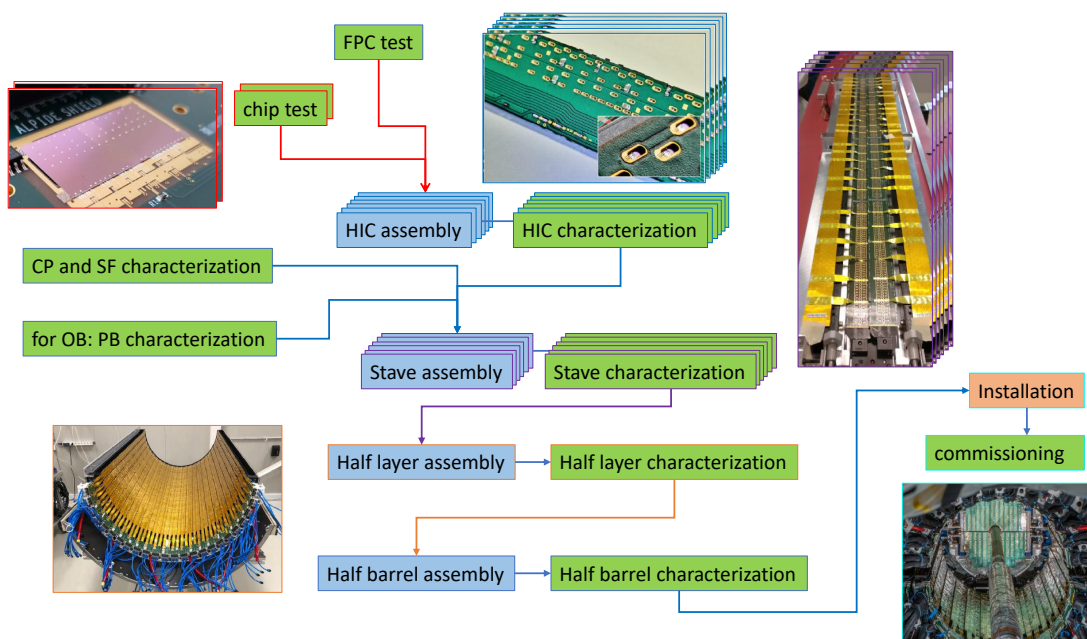 FPC test
chip test
ALPIDE SHIELD
HIC assembly
HIC characterization
CP and SF characterization
for OB: PB characterization
Stave assembly
Stave characterization
Installation
commissioning
Half layer assembly
Half layer characterization
Half barrel assembly
Half barrel characterization